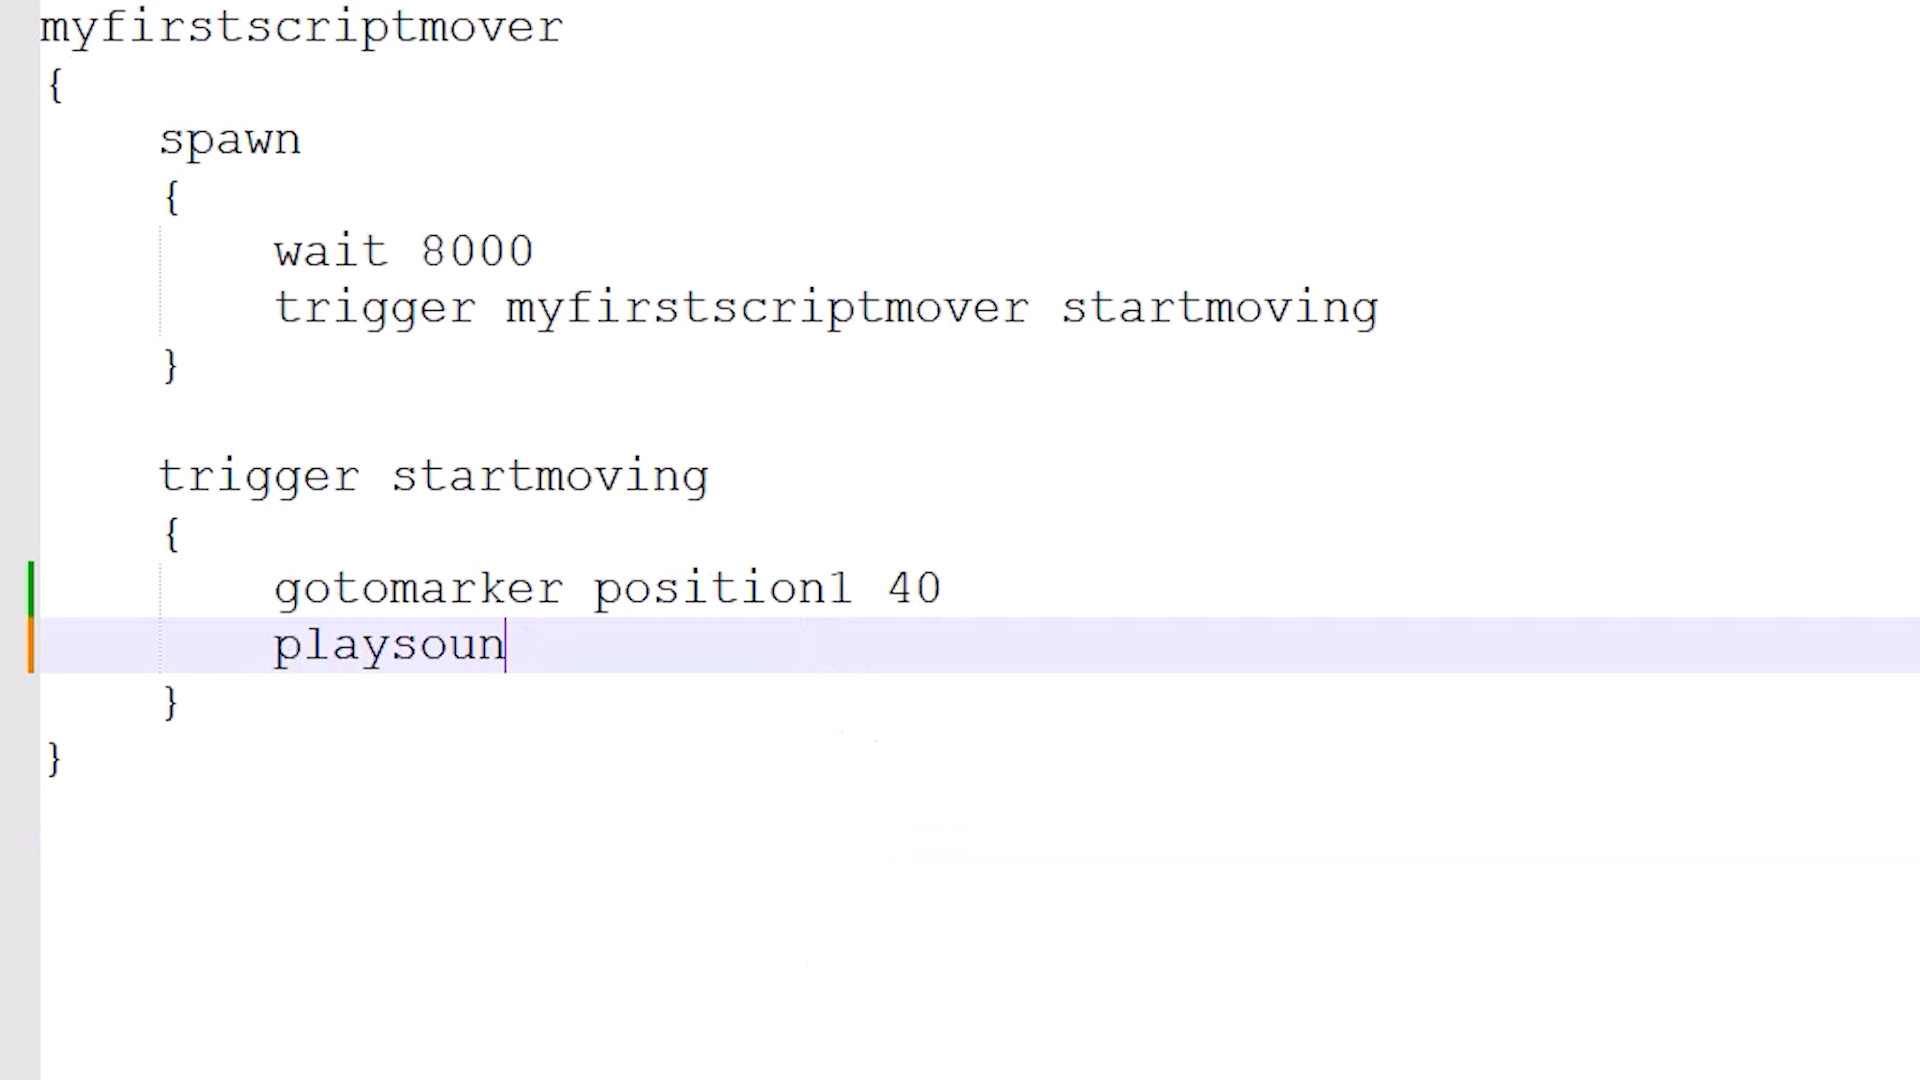 myfirstscriptmover
{
spawn
{
wait 8000
trigger myfirstscriptmover startmoving
}
trigger startmoving
{
gotomarker position1 40
playsoun
}
}